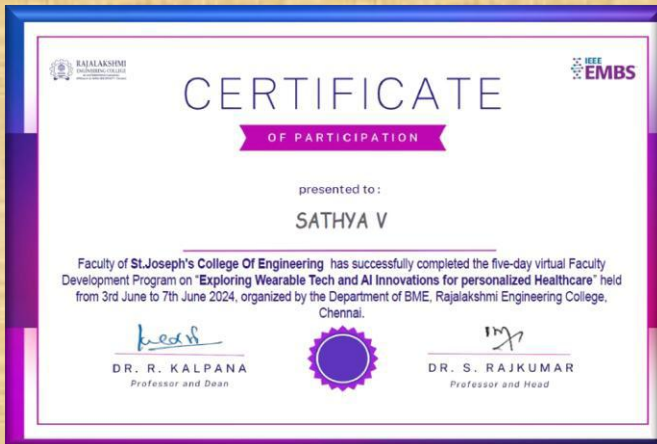 RAJALAKSHMI
ENGINEERING COLLEGE
IEEE
EMBS
CERTIFICATE
OF PARTICIPATION
presented to :
SATHYA V
Faculty of St.Joseph's College Of Engineering has successfully completed the five-day virtual Faculty
Development Program on "Exploring Wearable Tech and AI Innovations for personalized Healthcare" held
from 3rd June to 7th June 2024, organized by the Department of BME, Rajalakshmi Engineering College,
Chennai.
DR. R. KALPANA
Professor and Dean
DR. S. RAJKUMAR
Professor and Head